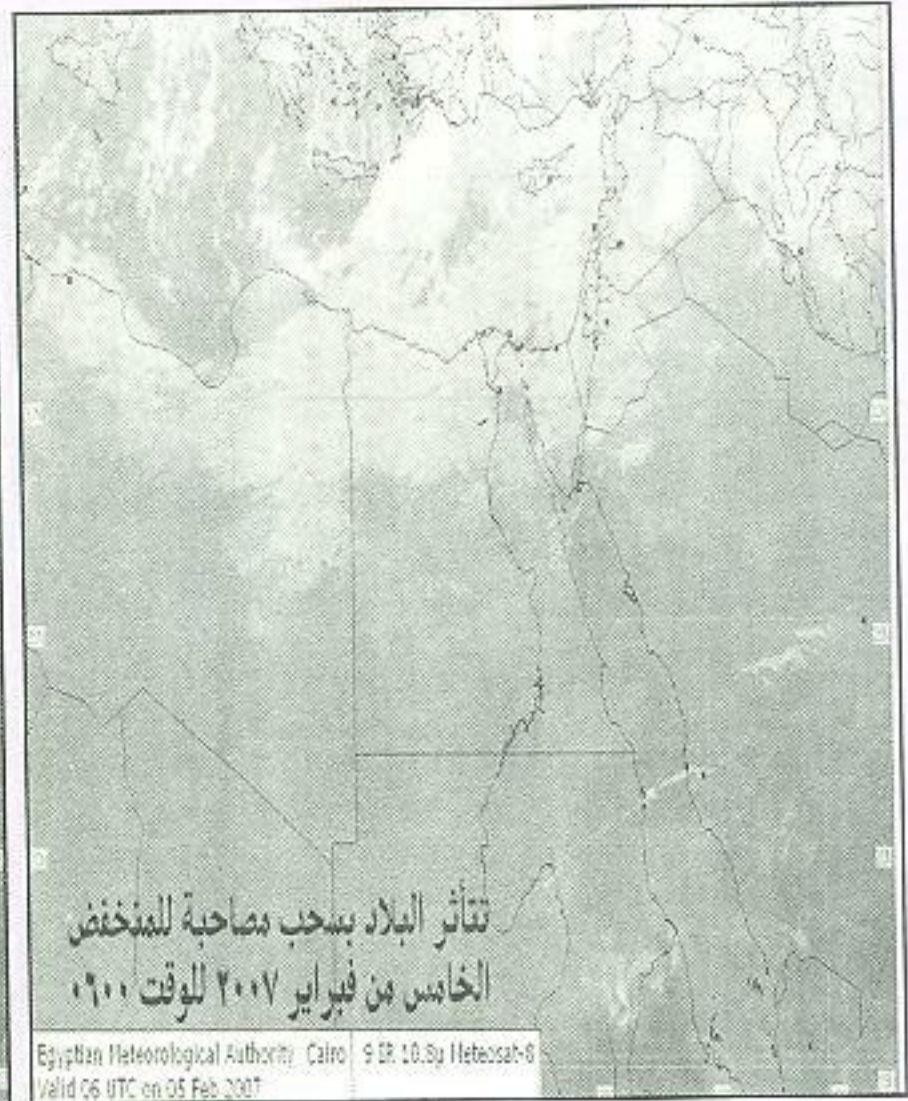 تتأثر البلاد بسحب مصاحبة للمنخفض
الخامس من فبراير ٢٠٠٧ للوقت ٠٦٠٠
Egyptian Meteorological Authority Cairo 9 IR 10.8µ Meteosat-8
Valid 06 UTC on 05 Feb 2007